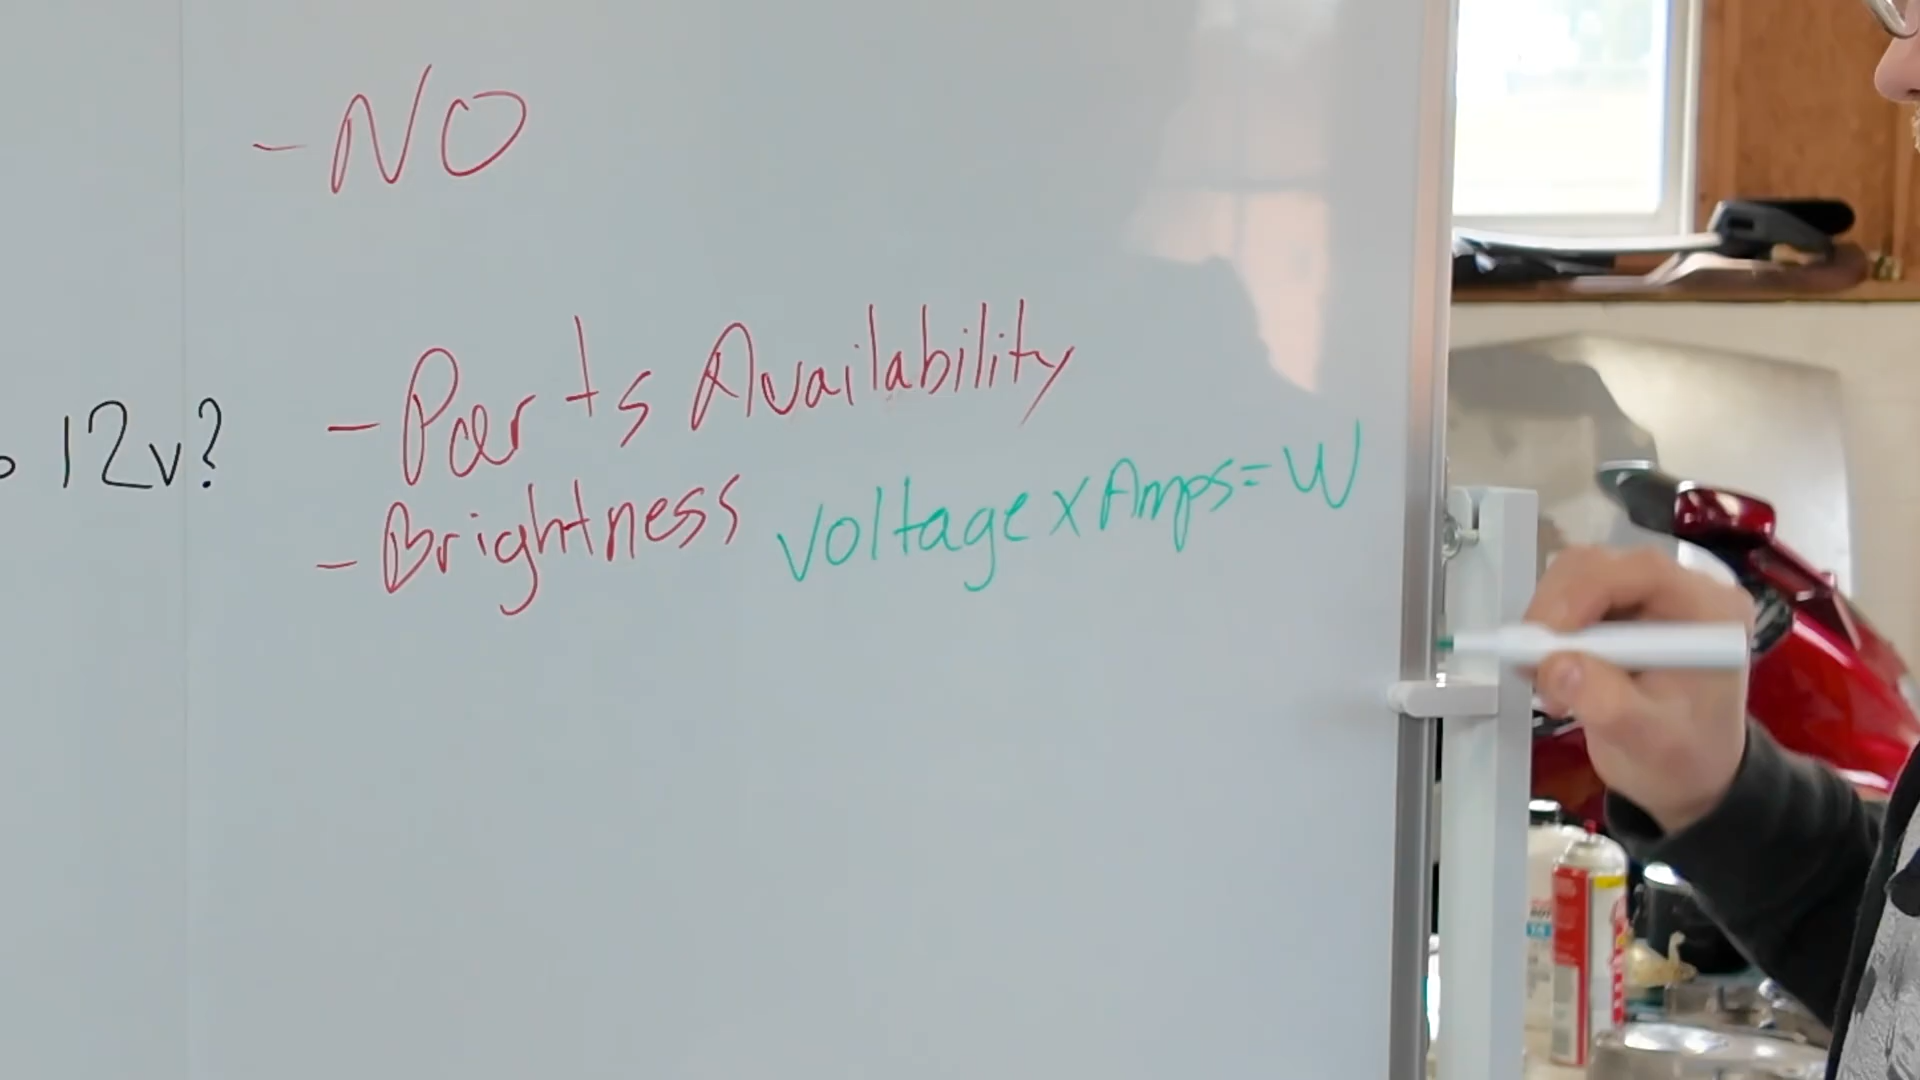 - NO
12v?
- Parts Availability
- Brightness voltage x Amps = W